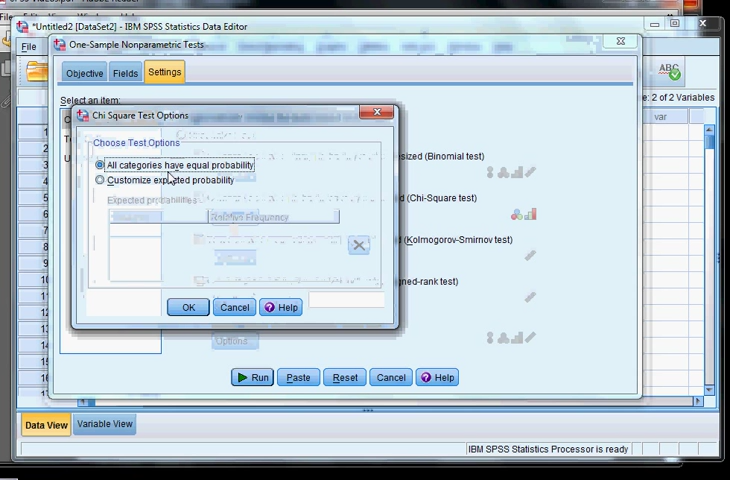 *Untitled2 [DataSet2] - IBM SPSS Statistics Data Editor
File
One-Sample Nonparametric Tests
Objective
Fields
Settings
ABC
Select an item:
: 2 of 2 Variables
var
Chi Square Test Options
Choose Test Options
All categories have equal probability
Customize expected probability
Expected probabilities
Relative Frequency
sized (Binomial test)
(Chi-Square test)
(Kolmogorov-Smirnov test)
gned-rank test)
OK
Cancel
Help
Options
Run
Paste
Reset
Cancel
Help
Data View
Variable View
IBM SPSS Statistics Processor is ready